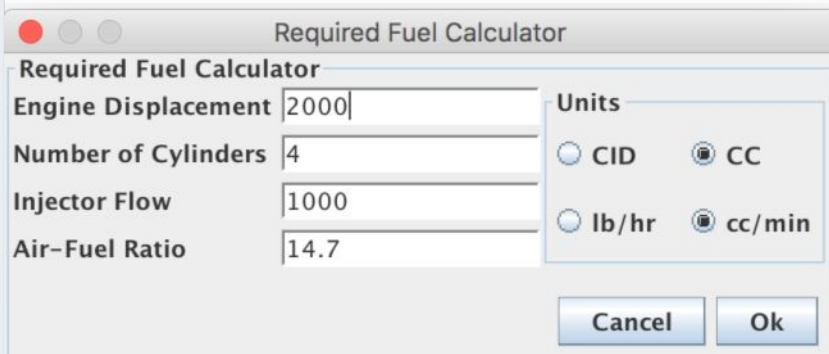 Required Fuel Calculator
Required Fuel Calculator
Engine Displacement 2000
Number of Cylinders 4
Injector Flow 1000
Air-Fuel Ratio 14.7
Units
CID CC
lb/hr cc/min
Cancel Ok